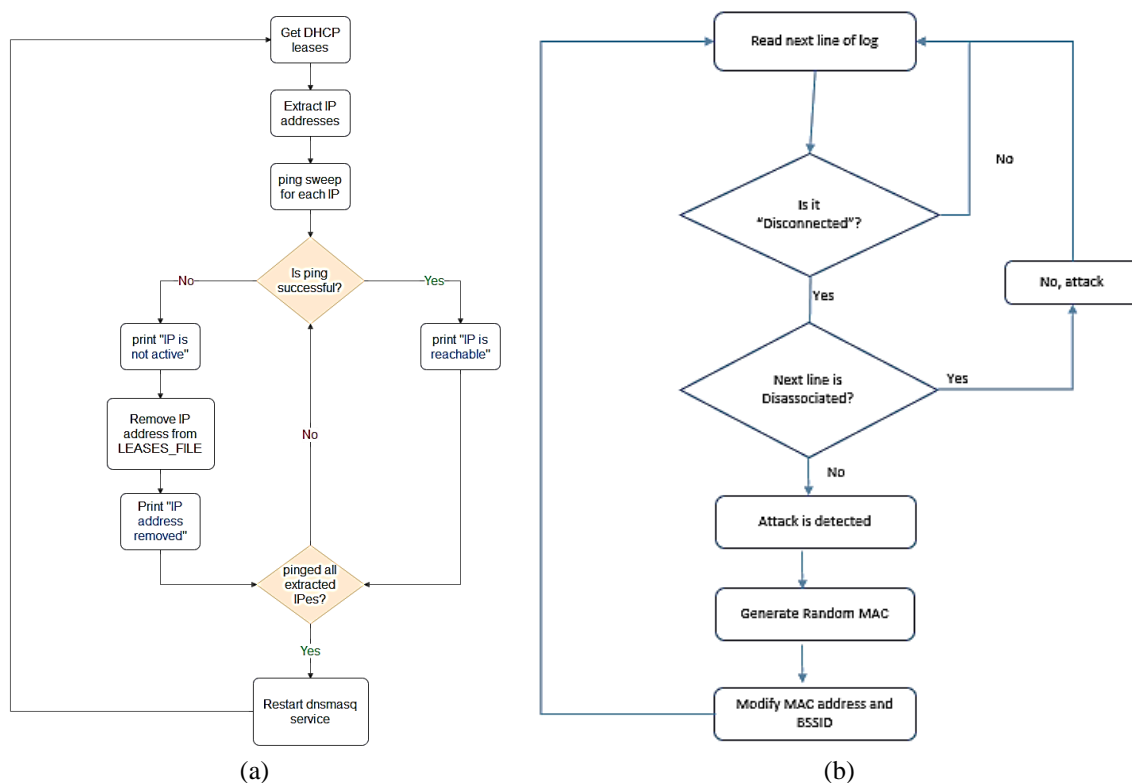 Get DHCP
leases
Extract IP
addresses
ping sweep
for each IP
Is ping
successful?
No
Yes
print "IP is
not active"
print "IP is
reachable"
Remove IP
address from
LEASES_FILE
No
Print "IP
address
removed"
pinged all
extracted
IPes?
Yes
Restart dnsmasq
service
(a)
Read next line of log
No
Is it
"Disconnected"?
No, attack
Yes
Next line is
Disassociated?
Yes
No
Attack is detected
Generate Random MAC
Modify MAC address and
BSSID
(b)